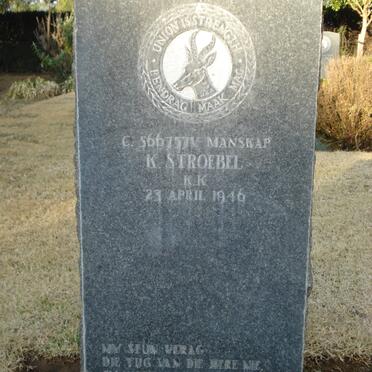 UNION IS STRENGTH
EENDRAG MAAK MAG
C. 566757V MANSKAP
K. STROEBEL
K.K.
23 APRIL 1946
MY SEUN VERAG
DIE TUG VAN DIE HERE NIE.